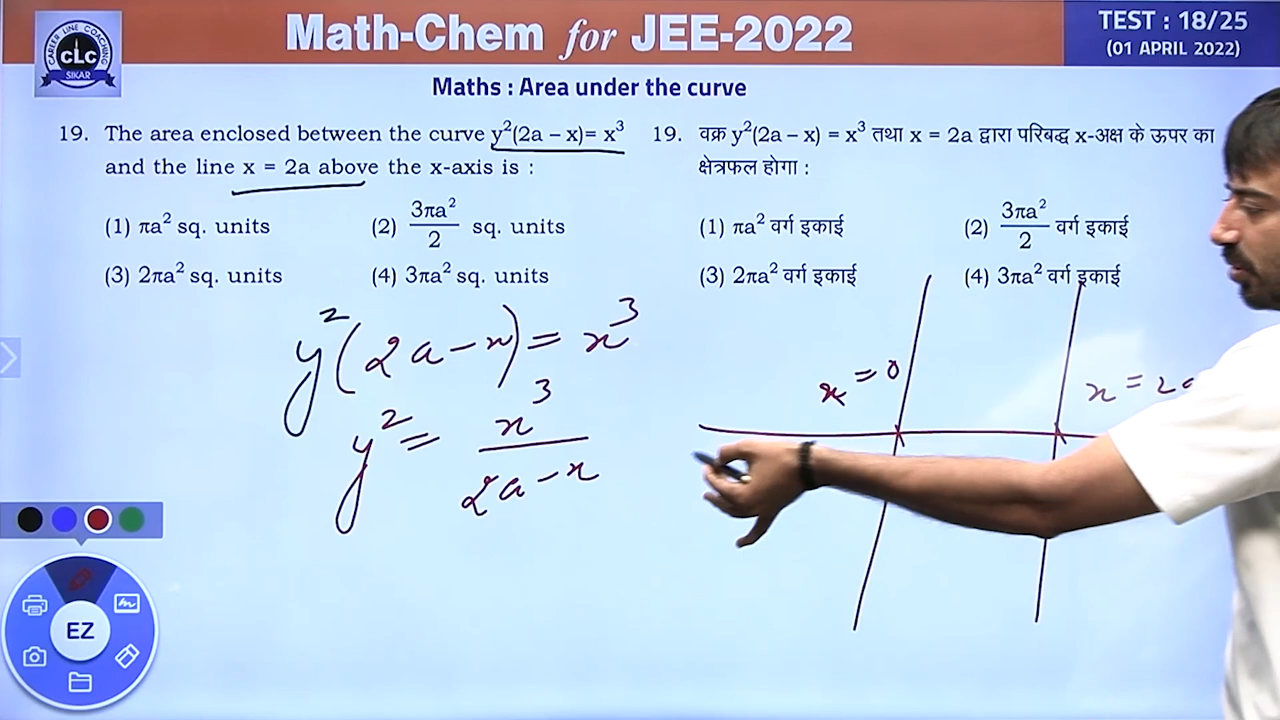 CAREER LINE COACHING
CLC
SIKAR
Math-Chem for JEE-2022
TEST : 18/25
(01 APRIL 2022)
Maths : Area under the curve
19. The area enclosed between the curve y²(2a – x)= x³
and the line x = 2a above the x-axis is :
(1) πa² sq. units (2) 3πa²/2 sq. units
(3) 2πa² sq. units (4) 3πa² sq. units
19. वक्र y²(2a – x) = x³ तथा x = 2a द्वारा परिबद्ध x-अक्ष के ऊपर का
क्षेत्रफल होगा :
(1) πa² वर्ग इकाई (2) 3πa²/2 वर्ग इकाई
(3) 2πa² वर्ग इकाई (4) 3πa² वर्ग इकाई
y²(2a-x) = x³
y² = x³/2a-x
x = 0
x = 2a
EZ